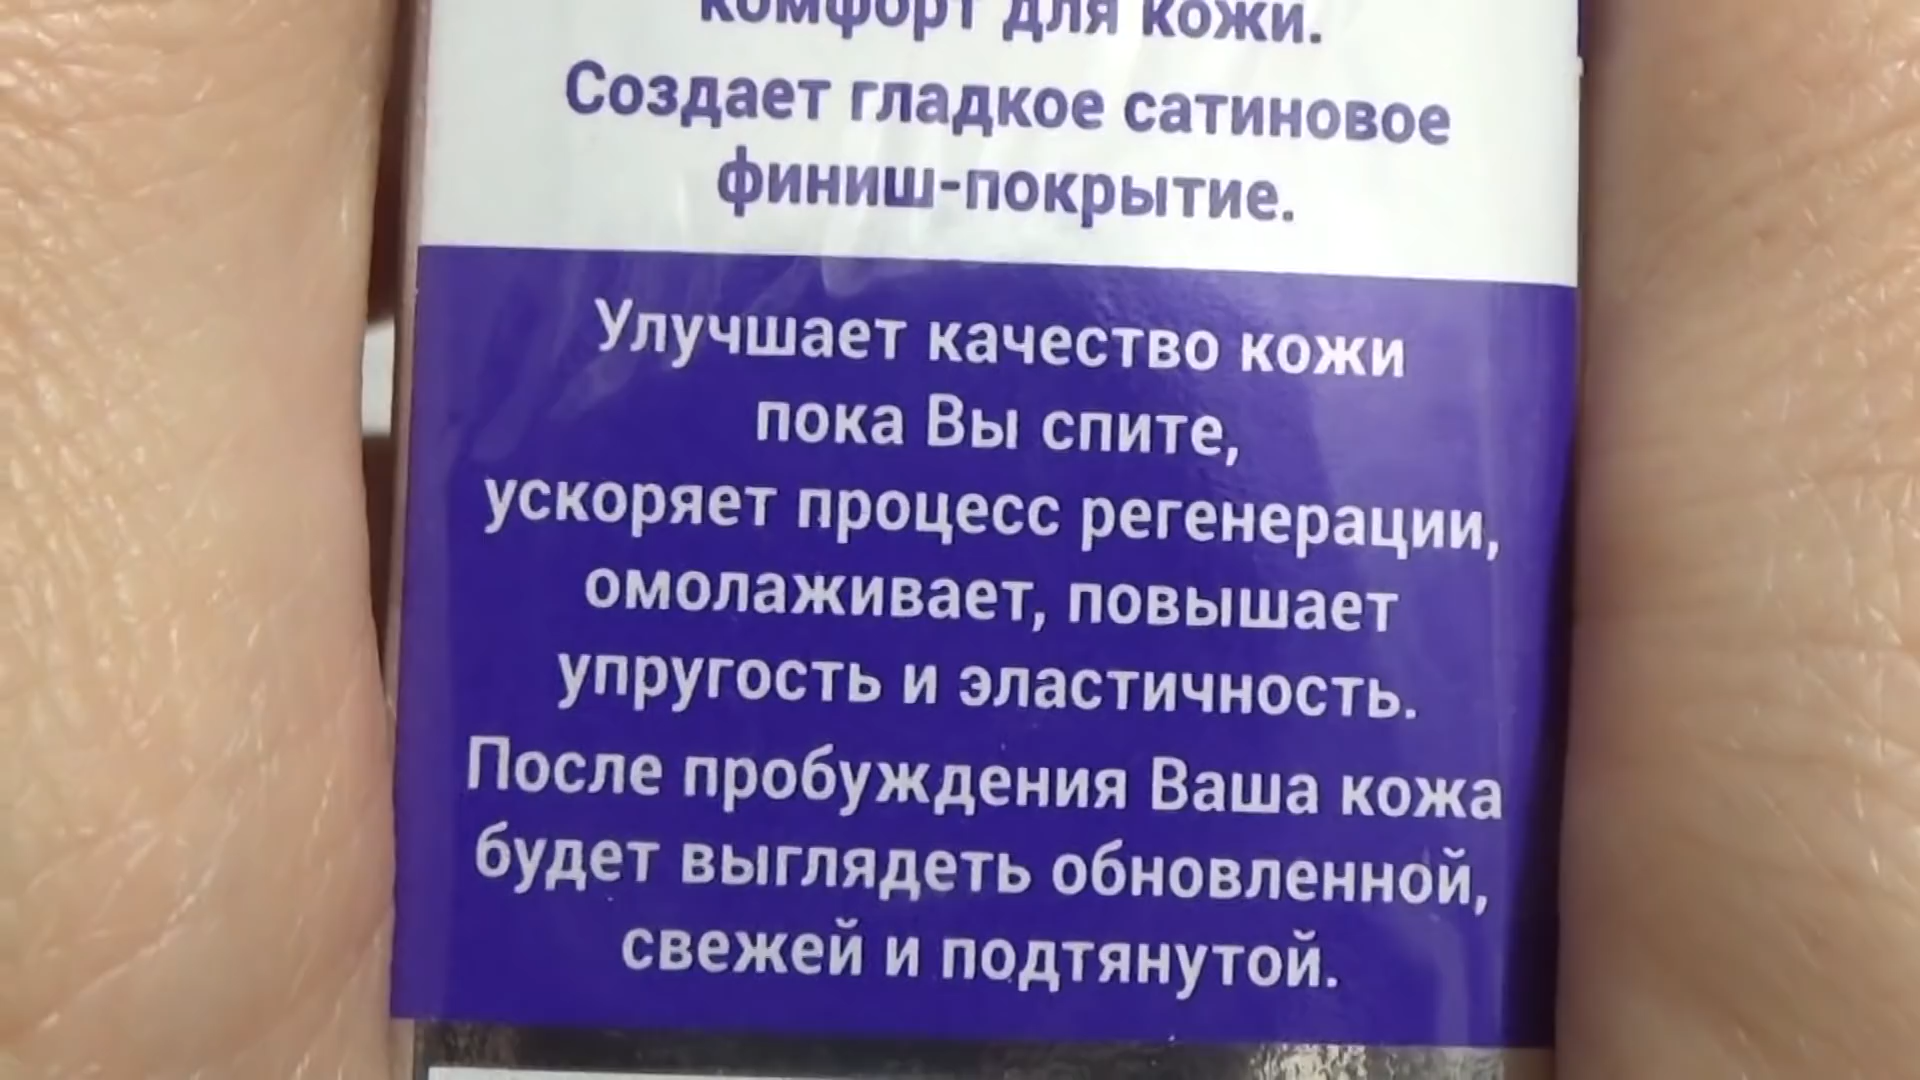 комфорт для кожи.
Создает гладкое сатиновое
финиш-покрытие.
Улучшает качество кожи
пока Вы спите,
ускоряет процесс регенерации,
омолаживает, повышает
упругость и эластичность.
После пробуждения Ваша кожа
будет выглядеть обновленной,
свежей и подтянутой.